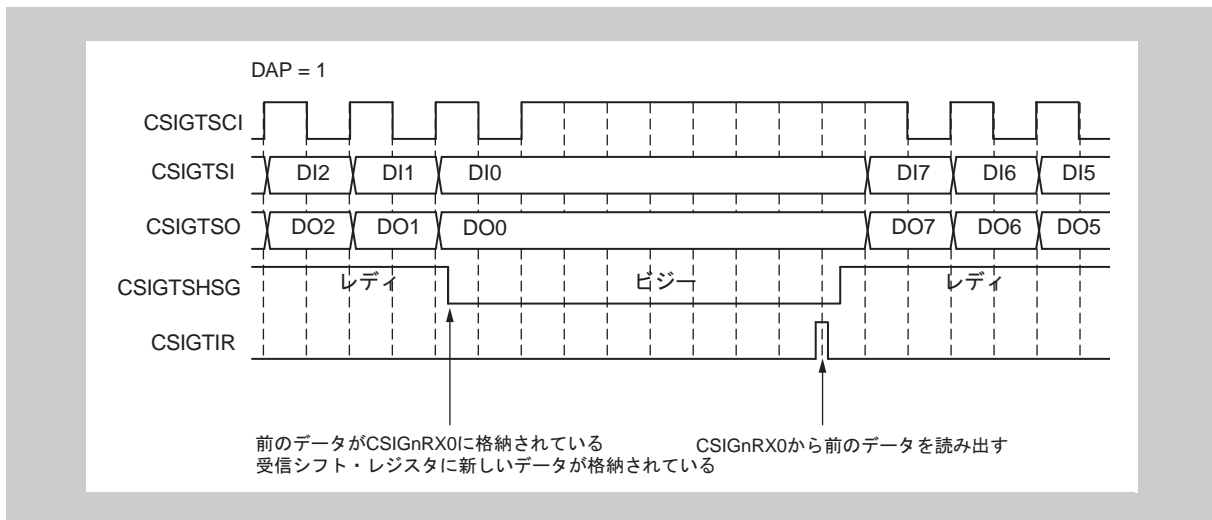 DAP = 1
CSIGTSCI
CSIGTSI DI2 DI1 DI0 DI7 DI6 DI5
CSIGTSO DO2 DO1 DO0 DO7 DO6 DO5
CSIGTSHSG レディ ビジー レディ
CSIGTIR
前のデータがCSIGnRX0に格納されている
受信シフト・レジスタに新しいデータが格納されている
CSIGnRX0から前のデータを読み出す